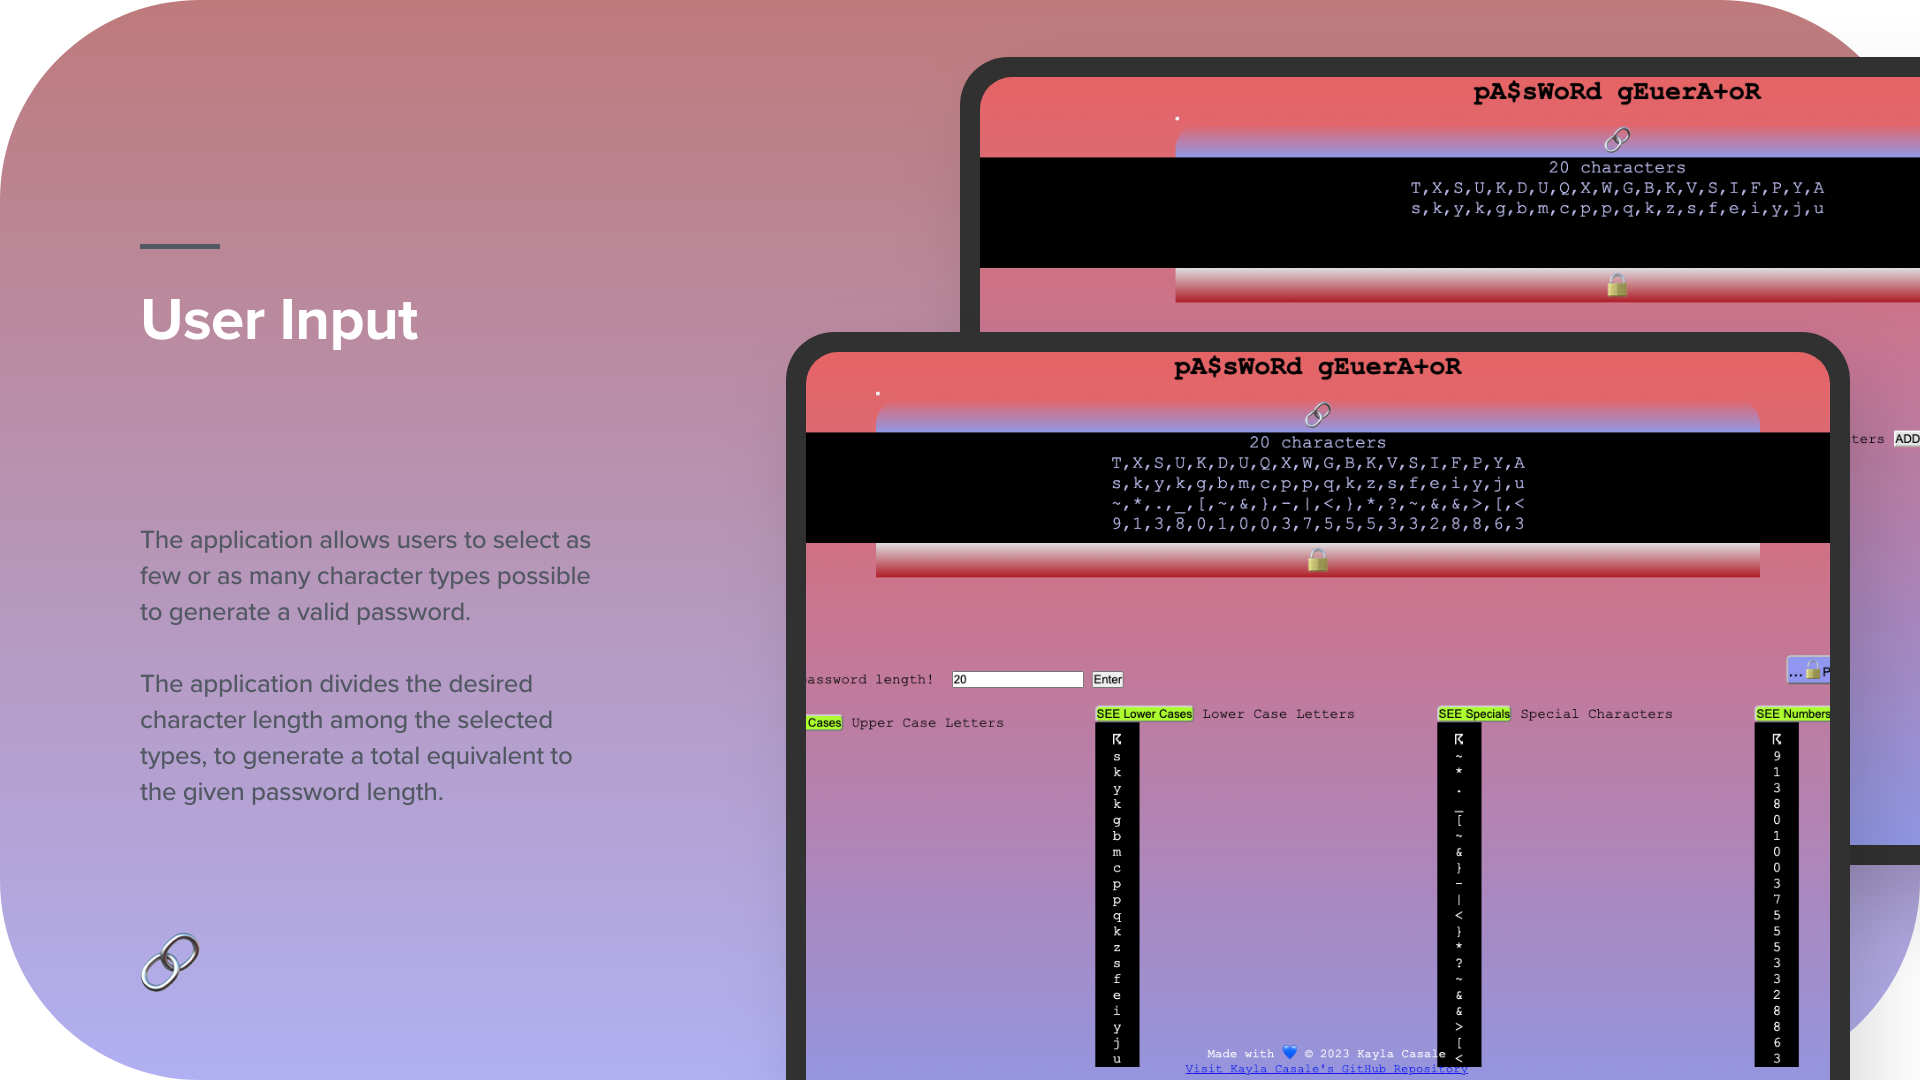 User Input
The application allows users to select as
few or as many character types possible
to generate a valid password.
The application divides the desired
character length among the selected
types, to generate a total equivalent to
the given password length.
pA$sWoRd gEuerA+oR
20 characters
T,X,S,U,K,D,U,Q,X,W,G,B,K,V,S,I,F,P,Y,A
s,k,y,k,g,b,m,c,p,p,q,k,z,s,f,e,i,y,j,u
ters ADD
pA$sWoRd gEuerA+oR
20 characters
T,X,S,U,K,D,U,Q,X,W,G,B,K,V,S,I,F,P,Y,A
s,k,y,k,g,b,m,c,p,p,q,k,z,s,f,e,i,y,j,u
~,*,.,_,[,~,&,},-,|,<,},*,?,~,&,&,>,[,<
9,1,3,8,0,1,0,0,3,7,5,5,5,3,3,2,8,8,6,3
assword length! 20 Enter
... P
Cases Upper Case Letters
SEE Lower Cases Lower Case Letters
s
k
y
k
g
b
m
c
p
p
q
k
z
s
f
e
i
y
j
u
SEE Specials Special Characters
~
*
.
_
[
~
&
}
-
|
<
}
*
?
~
&
&
>
[
<
SEE Numbers
9
1
3
8
0
1
0
0
3
7
5
5
5
3
3
2
8
8
6
3
Made with 💙 © 2023 Kayla Casale
Visit Kayla Casale's GitHub Repository